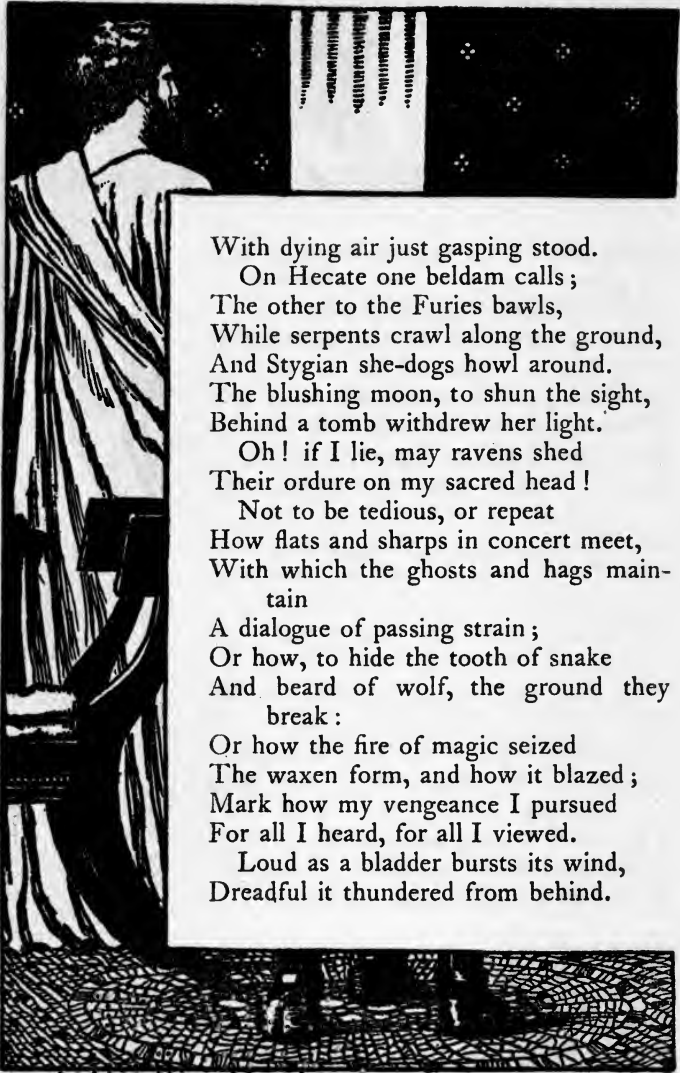 With dying air just gasping stood.
On Hecate one beldam calls ;
The other to the Furies bawls,
While serpents crawl along the ground,
And Stygian she-dogs howl around.
The blushing moon, to shun the sight,
Behind a tomb withdrew her light.
Oh ! if I lie, may ravens shed
Their ordure on my sacred head !
Not to be tedious, or repeat
How flats and sharps in concert meet,
With which the ghosts and hags main-
tain
A dialogue of passing strain ;
Or how, to hide the tooth of snake
And beard of wolf, the ground they
break :
Or how the fire of magic seized
The waxen form, and how it blazed ;
Mark how my vengeance I pursued
For all I heard, for all I viewed.
Loud as a bladder bursts its wind,
Dreadful it thundered from behind.